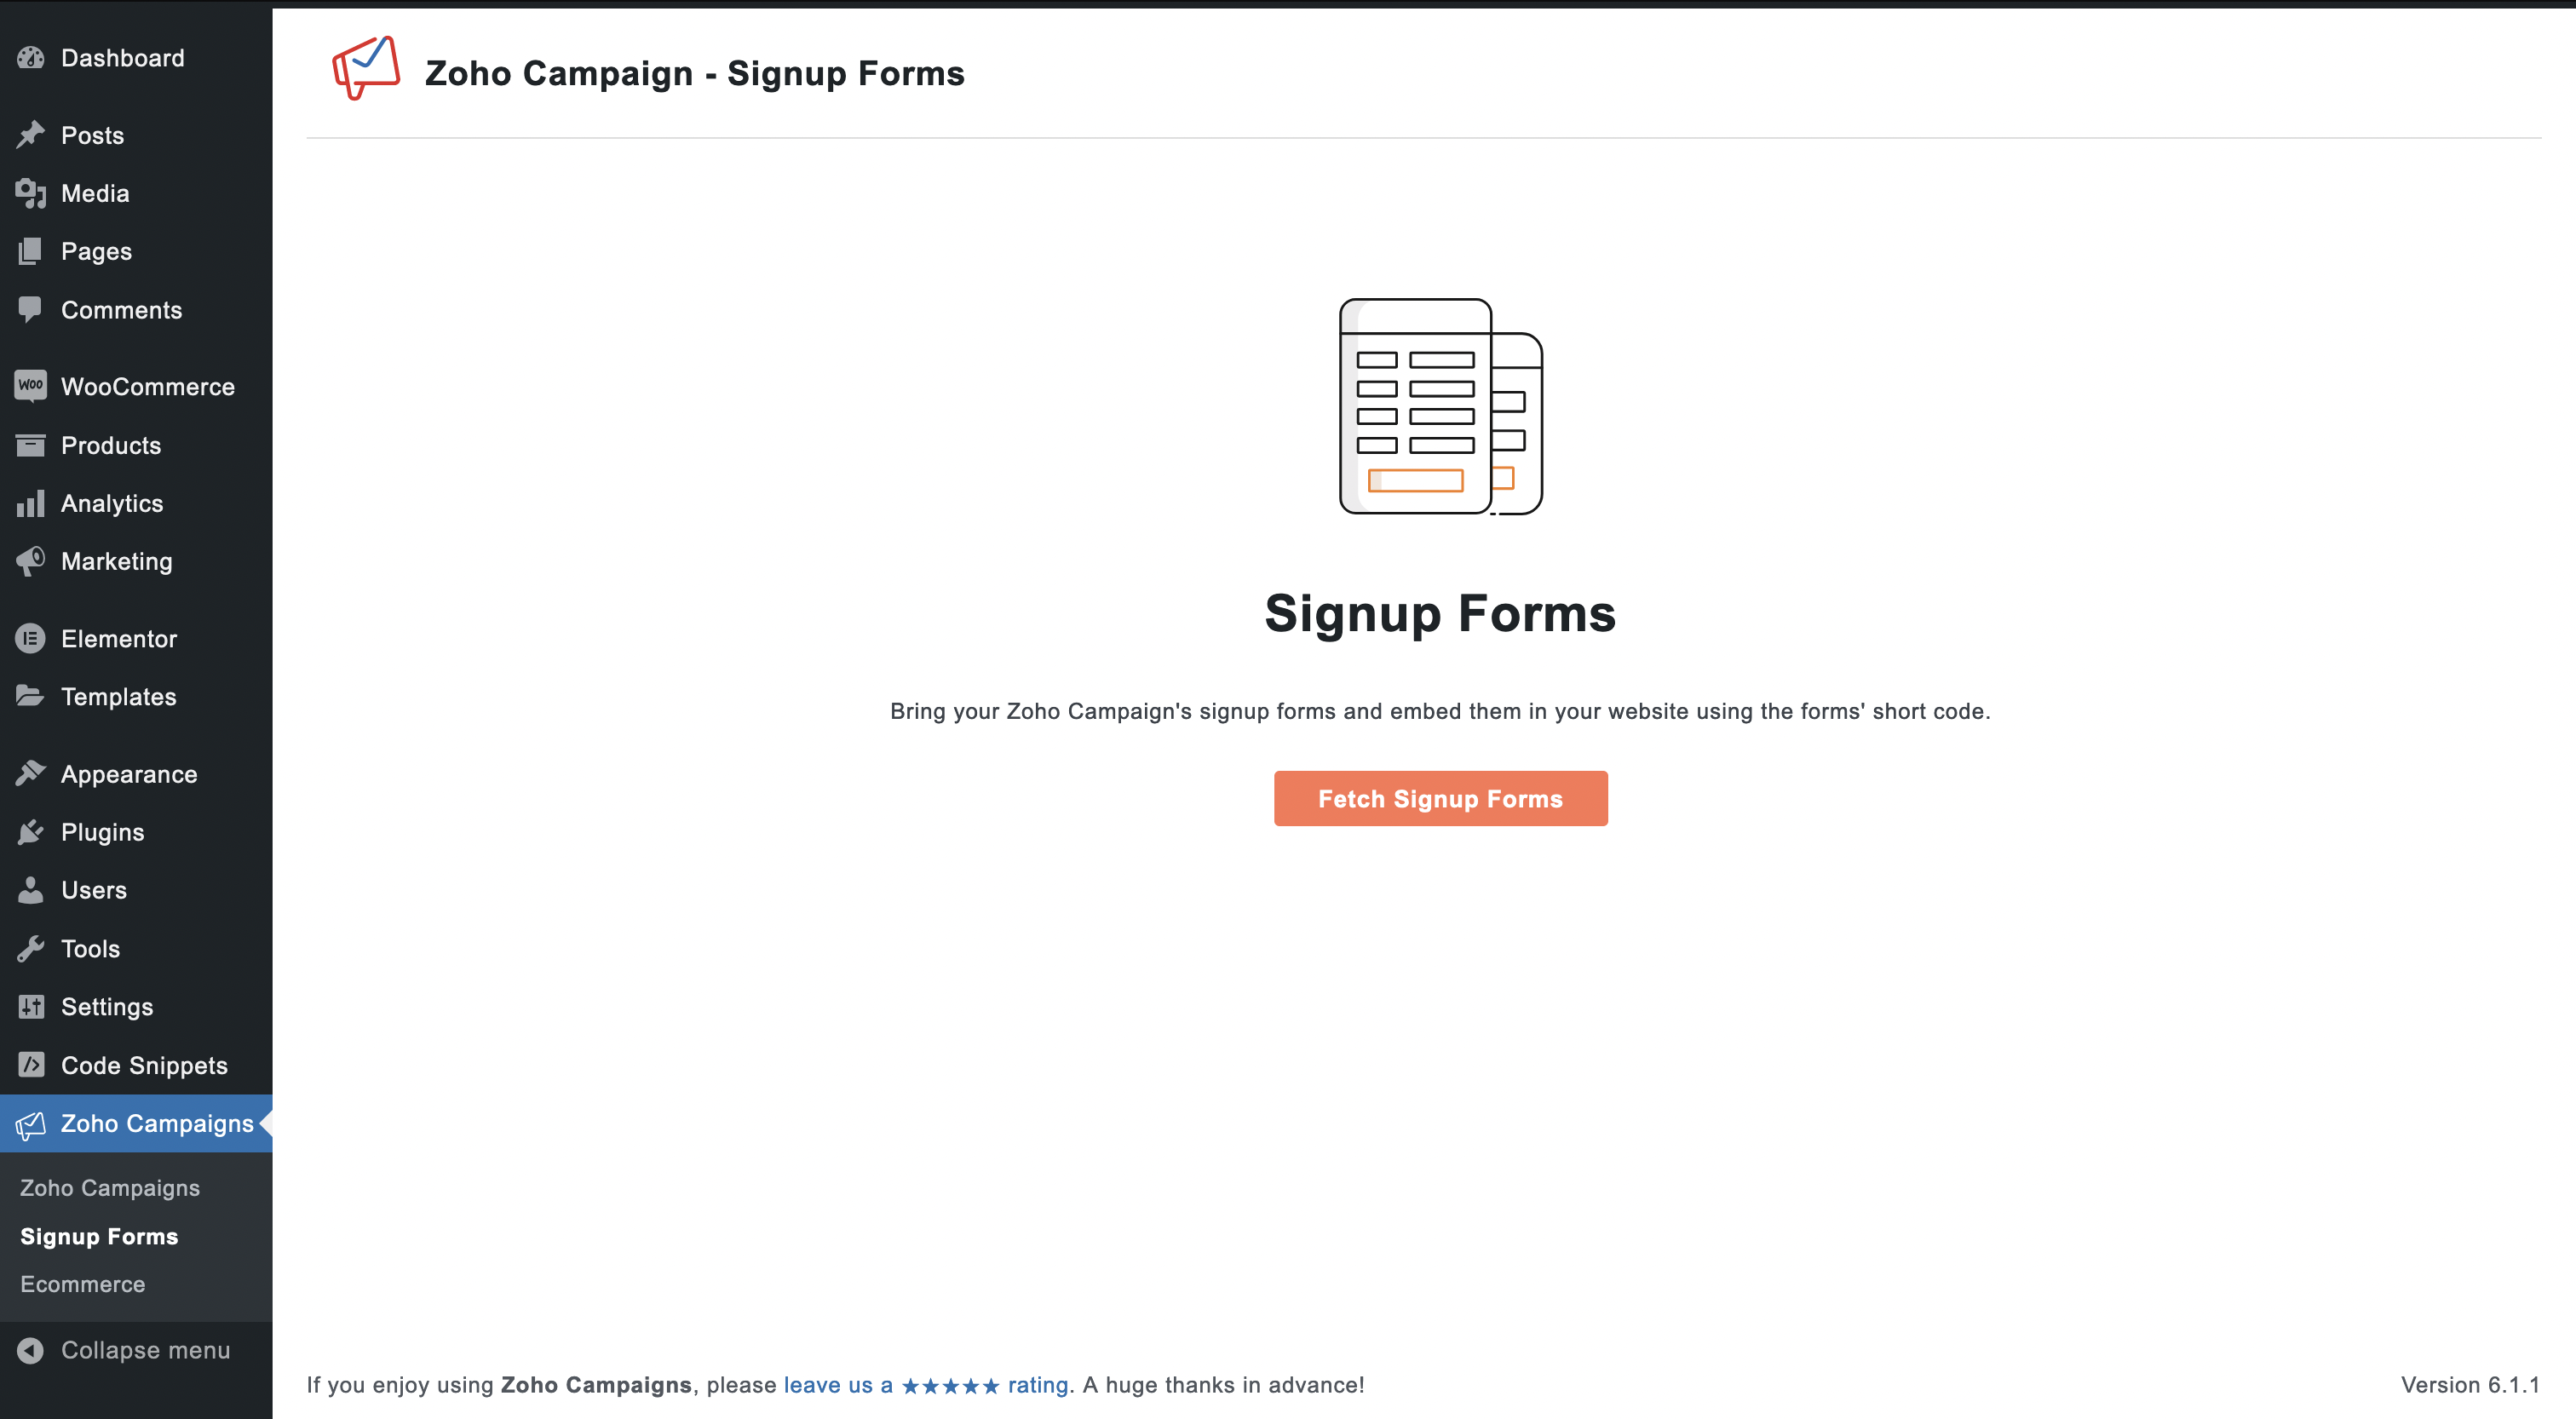 Dashboard
Posts
Media
Pages
Comments
Woo WooCommerce
Products
Analytics
Marketing
Elementor
Templates
Appearance
Plugins
Users
Tools
Settings
Code Snippets
Zoho Campaigns
Zoho Campaigns
Signup Forms
Ecommerce
Collapse menu
Zoho Campaign - Signup Forms
Signup Forms
Bring your Zoho Campaign's signup forms and embed them in your website using the forms' short code.
Fetch Signup Forms
If you enjoy using Zoho Campaigns, please leave us a ★★★★★ rating. A huge thanks in advance!
Version 6.1.1